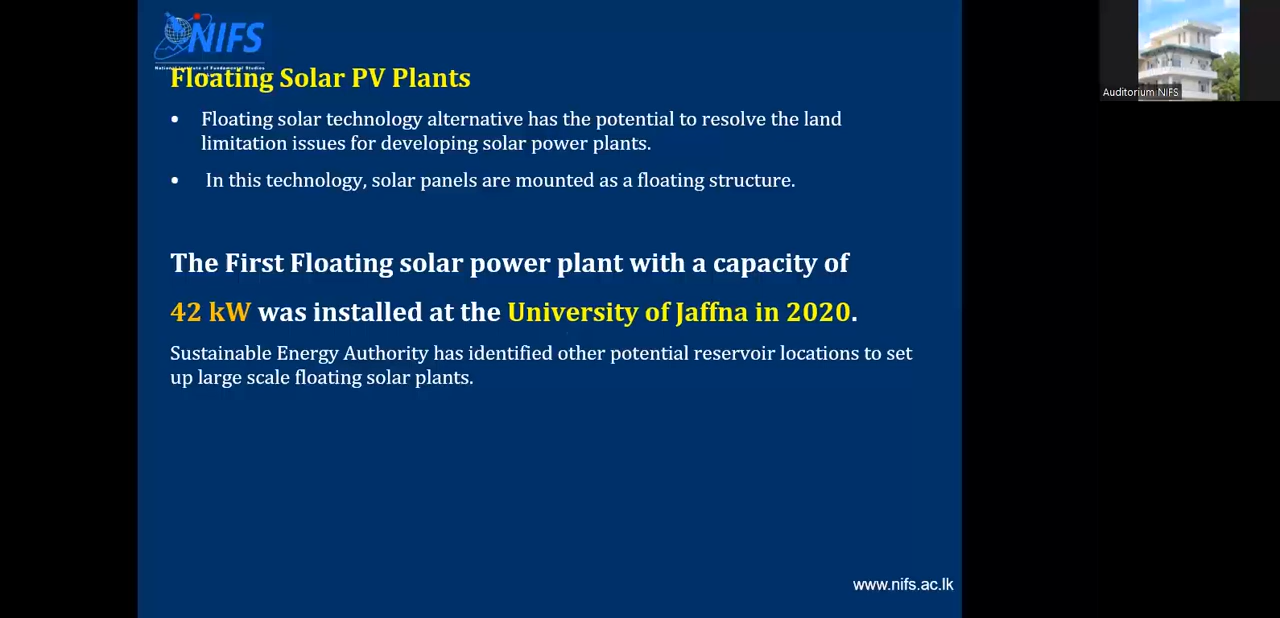 NIFS
National Institute of Fundamental Studies
Floating Solar PV Plants
• Floating solar technology alternative has the potential to resolve the land
limitation issues for developing solar power plants.
• In this technology, solar panels are mounted as a floating structure.
The First Floating solar power plant with a capacity of
42 kW was installed at the University of Jaffna in 2020.
Sustainable Energy Authority has identified other potential reservoir locations to set
up large scale floating solar plants.
www.nifs.ac.lk
Auditorium NIFS